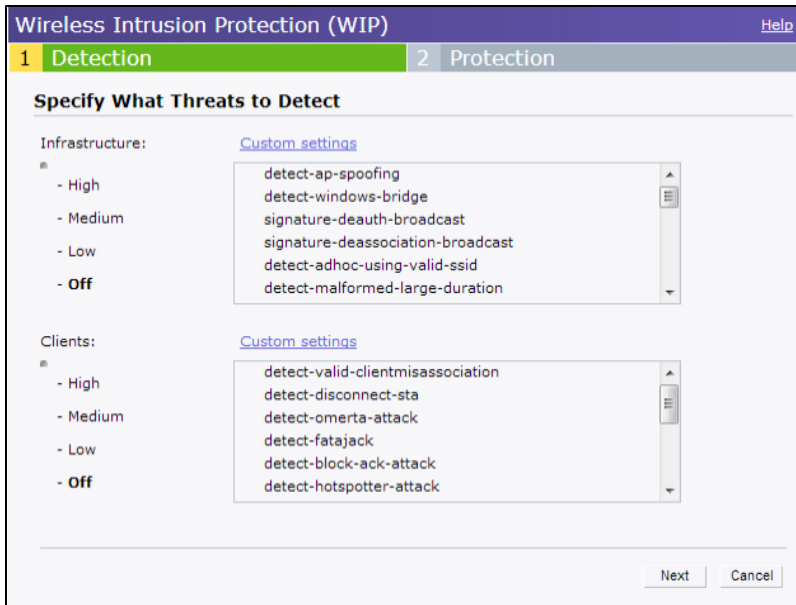 Wireless Intrusion Protection (WIP) Help
1 Detection 2 Protection
Specify What Threats to Detect
Infrastructure: Custom settings
- High
- Medium
- Low
- Off
detect-ap-spoofing
detect-windows-bridge
signature-deauth-broadcast
signature-deassociation-broadcast
detect-adhoc-using-valid-ssid
detect-malformed-large-duration
Clients: Custom settings
- High
- Medium
- Low
- Off
detect-valid-clientmisassociation
detect-disconnect-sta
detect-omerta-attack
detect-fatajack
detect-block-ack-attack
detect-hotspotter-attack
Next Cancel